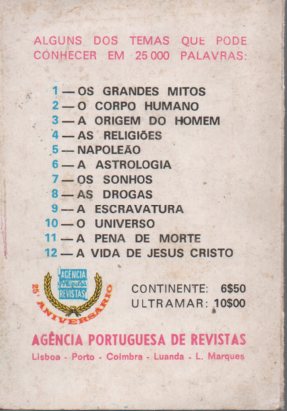 ALGUNS DOS TEMAS QUE PODE
CONHECER EM 25 000 PALAVRAS:
1 — OS GRANDES MITOS
2 — O CORPO HUMANO
3 — A ORIGEM DO HOMEM
4 — AS RELIGIÕES
5 — NAPOLEÃO
6 — A ASTROLOGIA
7 — OS SONHOS
8 — AS DROGAS
9 — A ESCRAVATURA
10 — O UNIVERSO
11 — A PENA DE MORTE
12 — A VIDA DE JESUS CRISTO
AGÊNCIA
REVISTAS
25º ANIVERSÁRIO
CONTINENTE: 6$50
ULTRAMAR: 10$00
AGÊNCIA PORTUGUESA DE REVISTAS
Lisboa - Porto - Coimbra - Luanda - L. Marques